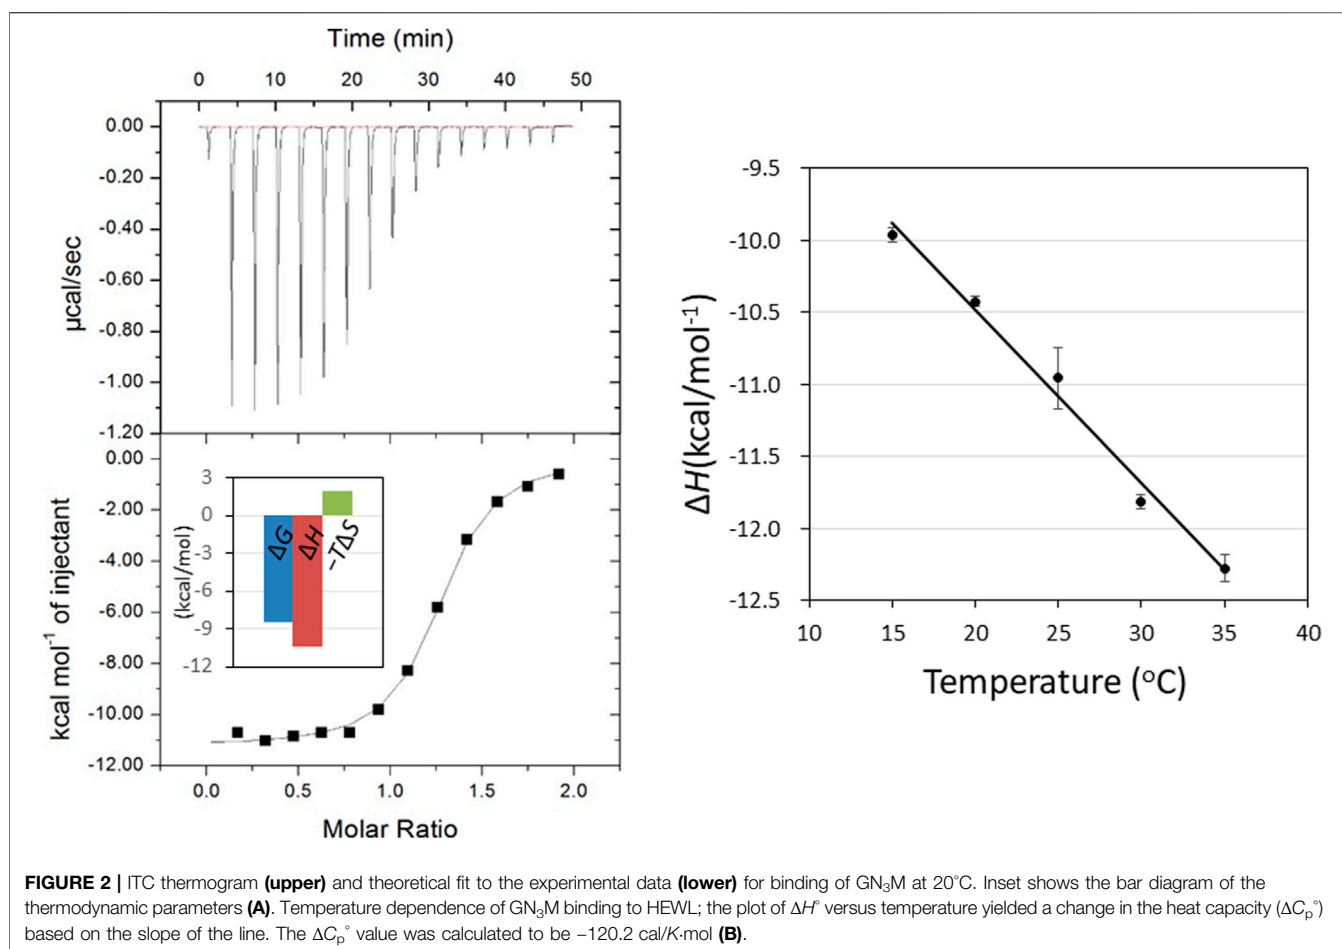 Time (min)
0 10 20 30 40 50
0.00
-0.20
-0.40
-0.60
-0.80
-1.00
-1.20
µcal/sec
0.00
-2.00
-4.00
-6.00
-8.00
-10.00
-12.00
kcal mol⁻¹ of injectant
3
0
-3
-6
-9
-12
(kcal/mol)
ΔG
ΔH
−TΔS
0.0 0.5 1.0 1.5 2.0
Molar Ratio
-9.5
-10.0
-10.5
-11.0
-11.5
-12.0
-12.5
ΔH(kcal/mol⁻¹)
10 15 20 25 30 35 40
Temperature (°C)
FIGURE 2 | ITC thermogram (upper) and theoretical fit to the experimental data (lower) for binding of GN₃M at 20°C. Inset shows the bar diagram of the
thermodynamic parameters (A). Temperature dependence of GN₃M binding to HEWL; the plot of ΔH° versus temperature yielded a change in the heat capacity (ΔCp°)
based on the slope of the line. The ΔCp° value was calculated to be −120.2 cal/K·mol (B).